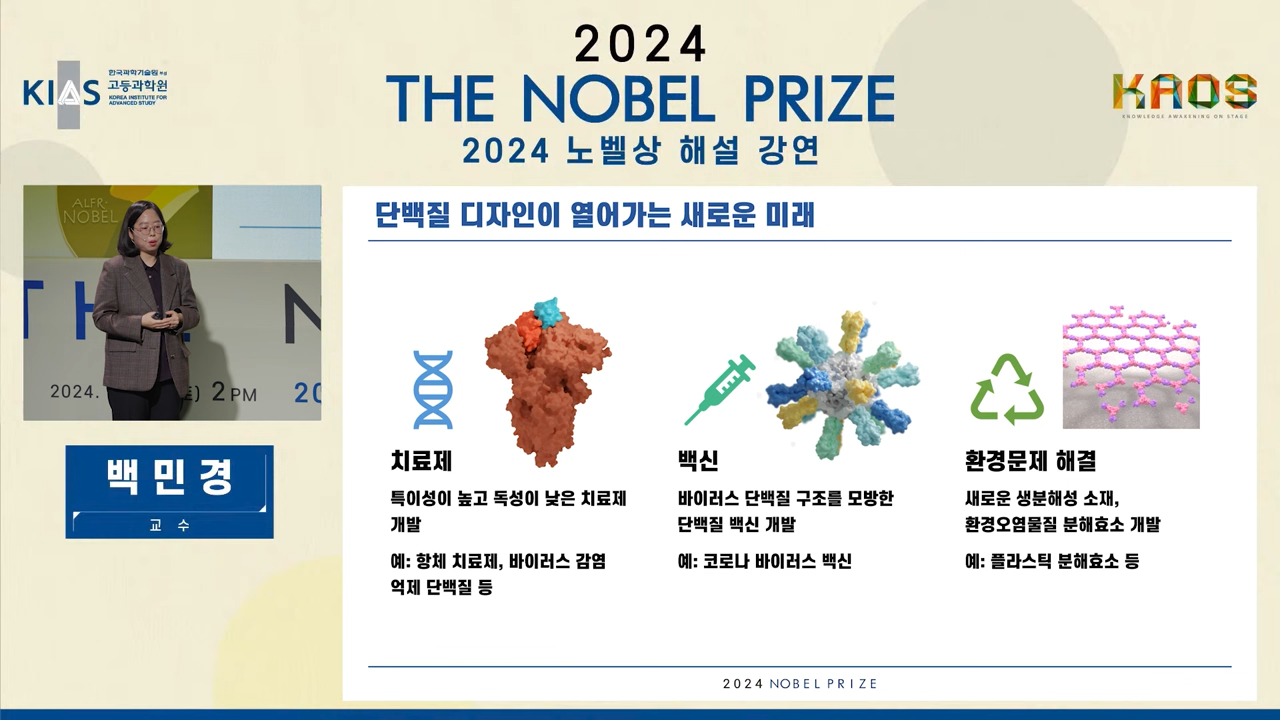 2024
THE NOBEL PRIZE
2024 노벨상 해설 강연
KIAS
한국과학기술원 부설
고등과학원
KOREA INSTITUTE FOR
ADVANCED STUDY
KAOS
KNOWLEDGE AWAKENING ON STAGE
ALFR
NOBEL
TH
N
2024.
토) 2PM
20
백민경
교 수
단백질 디자인이 열어가는 새로운 미래
치료제
특이성이 높고 독성이 낮은 치료제
개발
예: 항체 치료제, 바이러스 감염
억제 단백질 등
백신
바이러스 단백질 구조를 모방한
단백질 백신 개발
예: 코로나 바이러스 백신
환경문제 해결
새로운 생분해성 소재,
환경오염물질 분해효소 개발
예: 플라스틱 분해효소 등
2024 NOBEL PRIZE